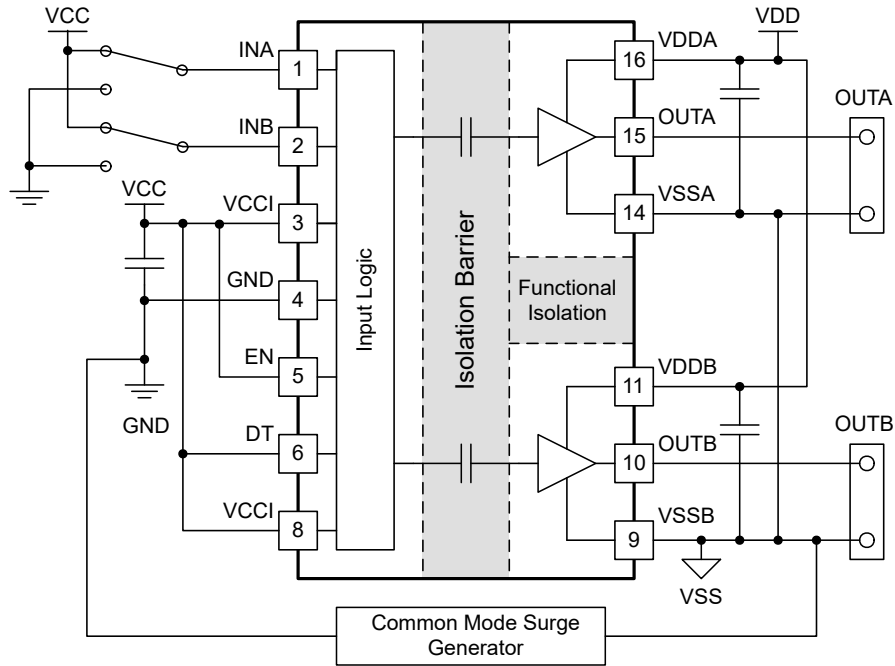 VCC
INA
1
INB
2
VCC
VCCI
3
GND
4
EN
5
GND
DT
6
VCCI
8
Input Logic
Isolation Barrier
Functional
Isolation
VDD
VDDA
16
OUTA
15
OUTA
VSSA
14
VDDB
11
OUTB
10
OUTB
VSSB
9
VSS
Common Mode Surge
Generator